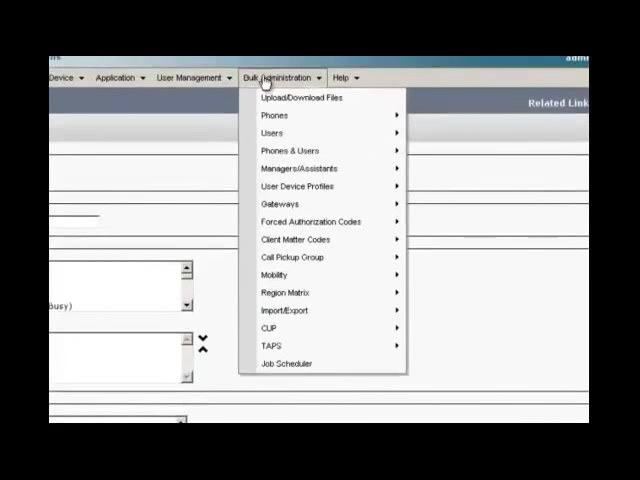 admi
Device Application User Management Bulk Administration Help
Upload/Download Files
Related Link
Phones
Users
Phones & Users
Managers/Assistants
User Device Profiles
Gateways
Forced Authorization Codes
Client Matter Codes
Call Pickup Group
Mobility
Region Matrix
Import/Export
Busy)
CUP
TAPS
Job Scheduler